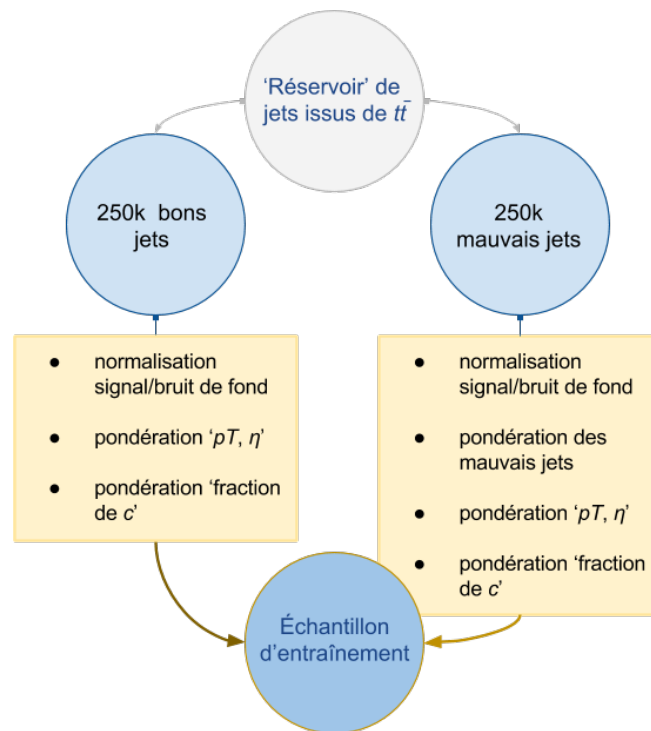 ‘Réservoir’ de
jets issus de tt̄
250k bons
jets
250k
mauvais jets
● normalisation
signal/bruit de fond
● pondération ‘pT, η’
● pondération ‘fraction
de c’
● normalisation
signal/bruit de fond
● pondération des
mauvais jets
● pondération ‘pT, η’
● pondération ‘fraction
de c’
Échantillon
d’entraînement